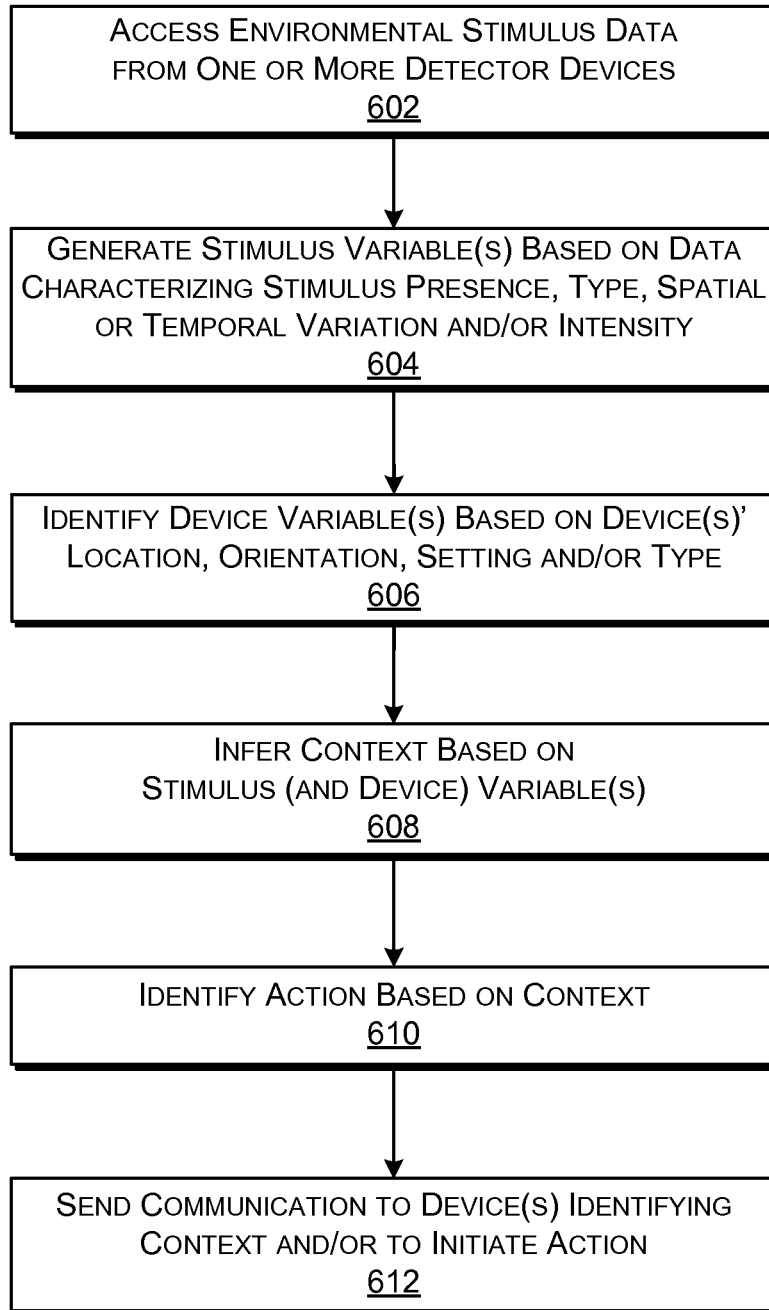 ACCESS ENVIRONMENTAL STIMULUS DATA
FROM ONE OR MORE DETECTOR DEVICES
602
GENERATE STIMULUS VARIABLE(S) BASED ON DATA
CHARACTERIZING STIMULUS PRESENCE, TYPE, SPATIAL
OR TEMPORAL VARIATION AND/OR INTENSITY
604
IDENTIFY DEVICE VARIABLE(S) BASED ON DEVICE(S)’
LOCATION, ORIENTATION, SETTING AND/OR TYPE
606
INFER CONTEXT BASED ON
STIMULUS (AND DEVICE) VARIABLE(S)
608
IDENTIFY ACTION BASED ON CONTEXT
610
SEND COMMUNICATION TO DEVICE(S) IDENTIFYING
CONTEXT AND/OR TO INITIATE ACTION
612